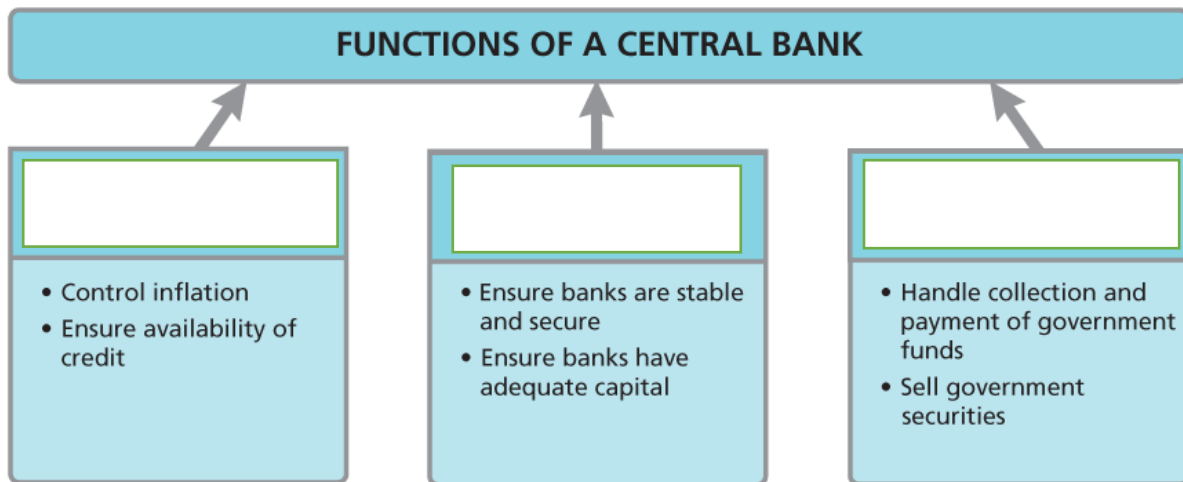 FUNCTIONS OF A CENTRAL BANK
• Control inflation
• Ensure availability of
credit
• Ensure banks are stable
and secure
• Ensure banks have
adequate capital
• Handle collection and
payment of government
funds
• Sell government
securities